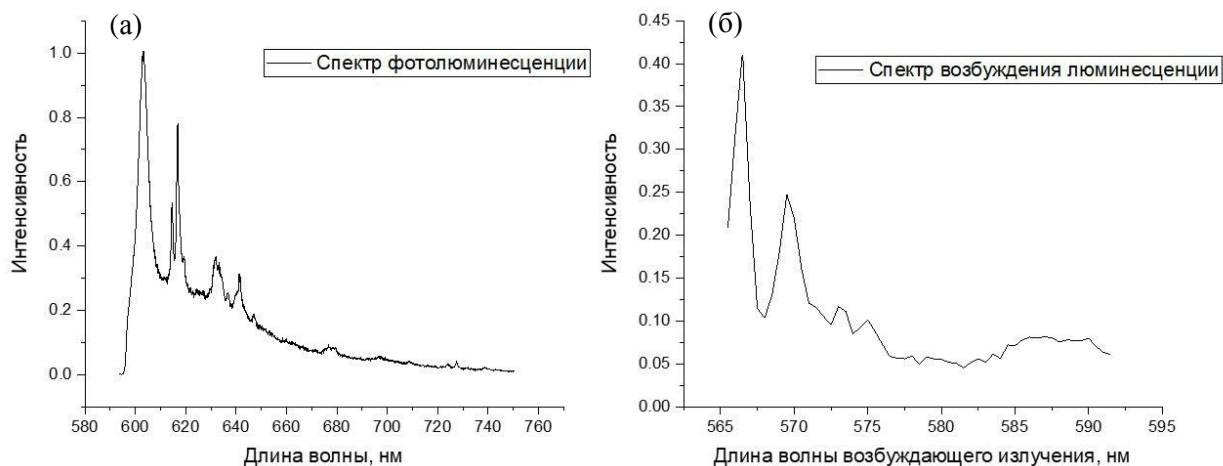 (а)
Спектр фотолюминесценции
Интенсивность
1.0
0.8
0.6
0.4
0.2
0.0
580 600 620 640 660 680 700 720 740 760
Длина волны, нм
(б)
Спектр возбуждения люминесценции
Интенсивность
0.45
0.40
0.35
0.30
0.25
0.20
0.15
0.10
0.05
0.00
565 570 575 580 585 590 595
Длина волны возбуждающего излучения, нм